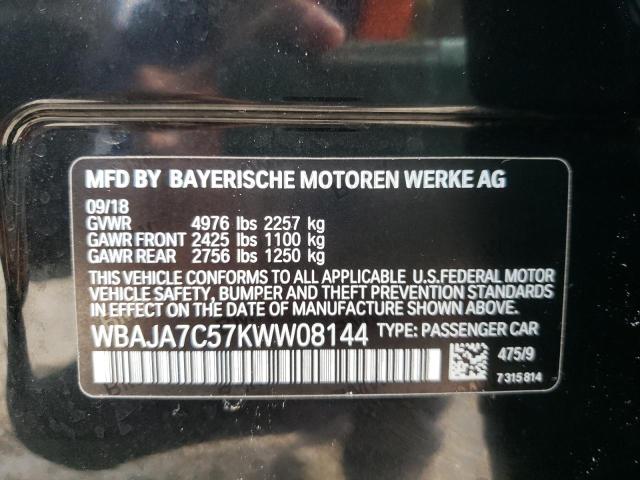 MFD BY BAYERISCHE MOTOREN WERKE AG
09/18
GVWR 4976 lbs 2257 kg
GAWR FRONT 2425 lbs 1100 kg
GAWR REAR 2756 lbs 1250 kg
THIS VEHICLE CONFORMS TO ALL APPLICABLE U.S.FEDERAL MOTOR
VEHICLE SAFETY, BUMPER AND THEFT PREVENTION STANDARDS
IN EFFECT ON THE DATE OF MANUFACTURE SHOWN ABOVE.
WBAJA7C57KWW08144 TYPE: PASSENGER CAR
475/9
7 315 814